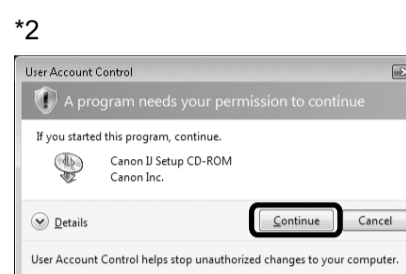 *2
User Account Control
A program needs your permission to continue
If you started this program, continue.
Canon IJ Setup CD-ROM
Canon Inc.
Details
Continue
Cancel
User Account Control helps stop unauthorized changes to your computer.